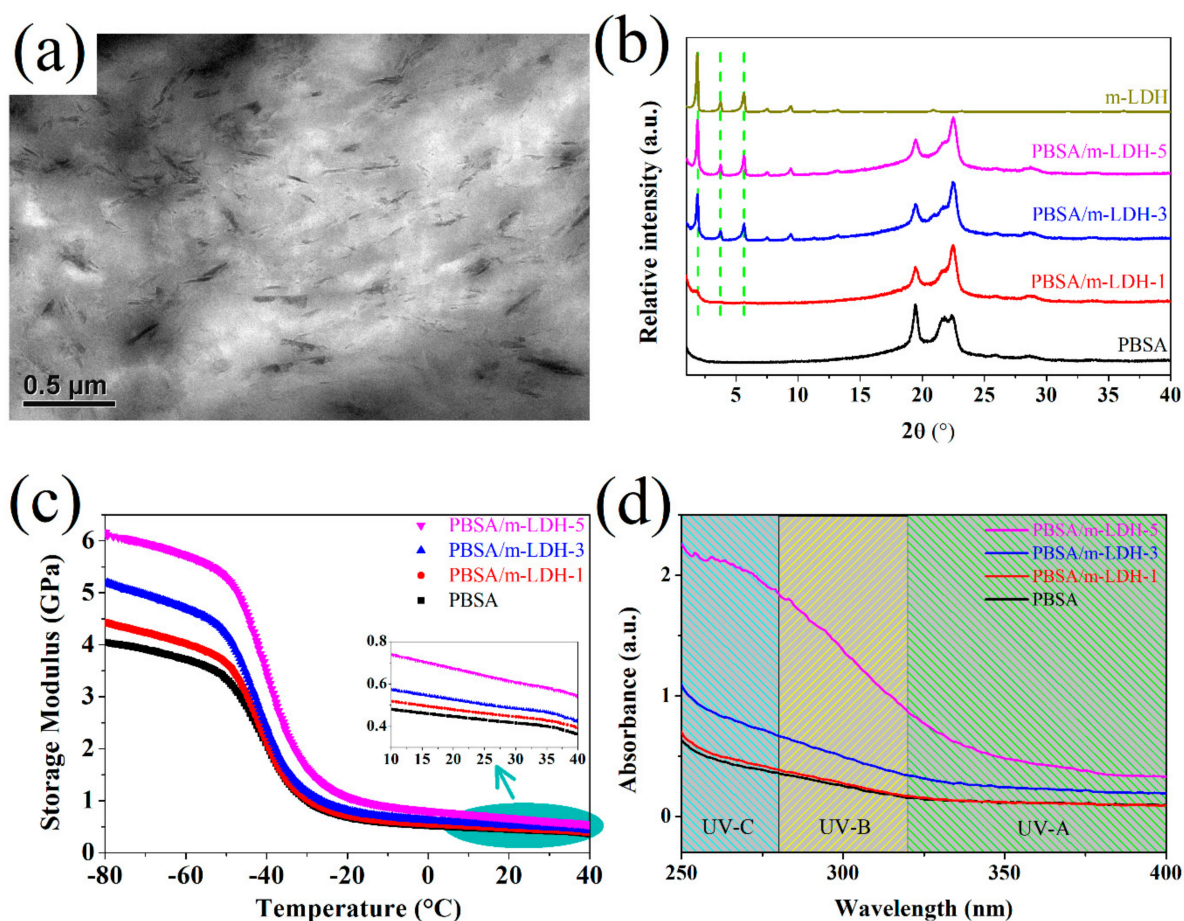 (a)
0.5 µm
(b)
Relative intensity (a.u.)
m-LDH
PBSA/m-LDH-5
PBSA/m-LDH-3
PBSA/m-LDH-1
PBSA
5 10 15 20 25 30 35 40
2θ (°)
(c)
Storage Modulus (GPa)
6
5
4
3
2
1
0
PBSA/m-LDH-5
PBSA/m-LDH-3
PBSA/m-LDH-1
PBSA
0.8
0.6
0.4
10 15 20 25 30 35 40
-80 -60 -40 -20 0 20 40
Temperature (°C)
(d)
Absorbance (a.u.)
2
1
0
PBSA/m-LDH-5
PBSA/m-LDH-3
PBSA/m-LDH-1
PBSA
UV-C UV-B UV-A
250 300 350 400
Wavelength (nm)